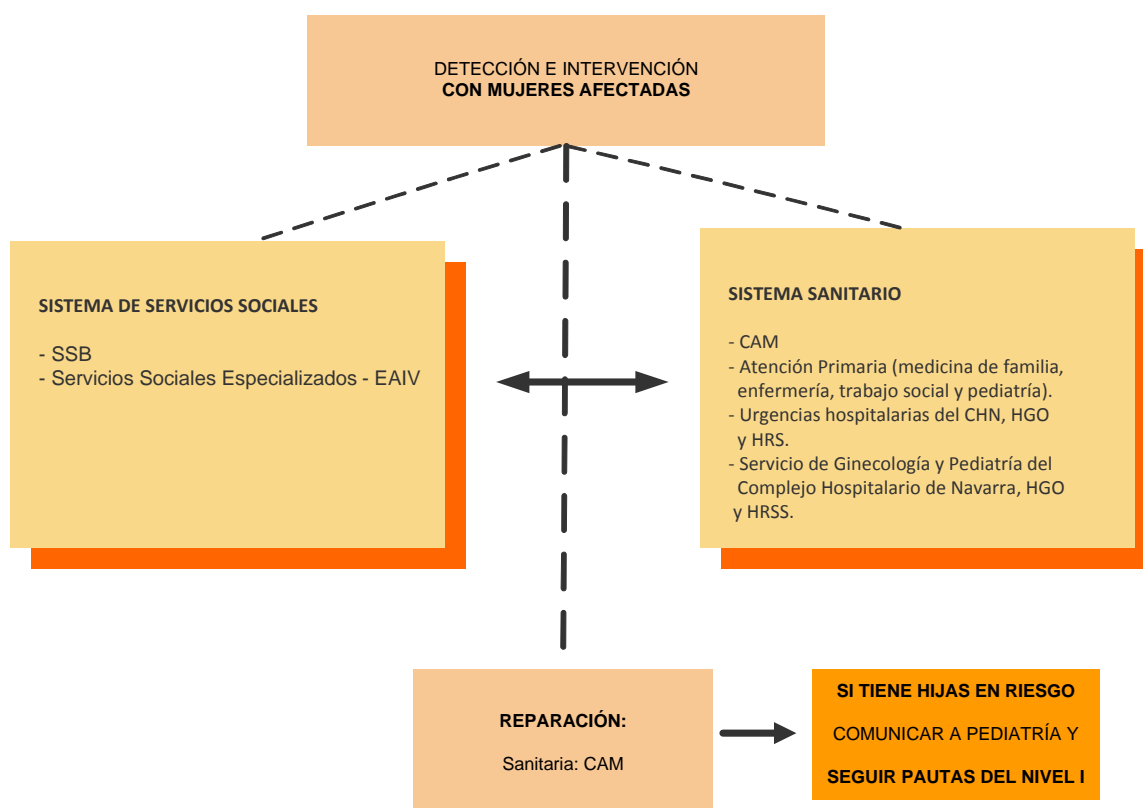 DETECCIÓN E INTERVENCIÓN
CON MUJERES AFECTADAS
SISTEMA DE SERVICIOS SOCIALES
- SSB
- Servicios Sociales Especializados - EAIV
SISTEMA SANITARIO
- CAM
- Atención Primaria (medicina de familia,
enfermería, trabajo social y pediatría).
- Urgencias hospitalarias del CHN, HGO
y HRS.
- Servicio de Ginecología y Pediatría del
Complejo Hospitalario de Navarra, HGO
y HRSS.
REPARACIÓN:
Sanitaria: CAM
SI TIENE HIJAS EN RIESGO
COMUNICAR A PEDIATRÍA Y
SEGUIR PAUTAS DEL NIVEL I